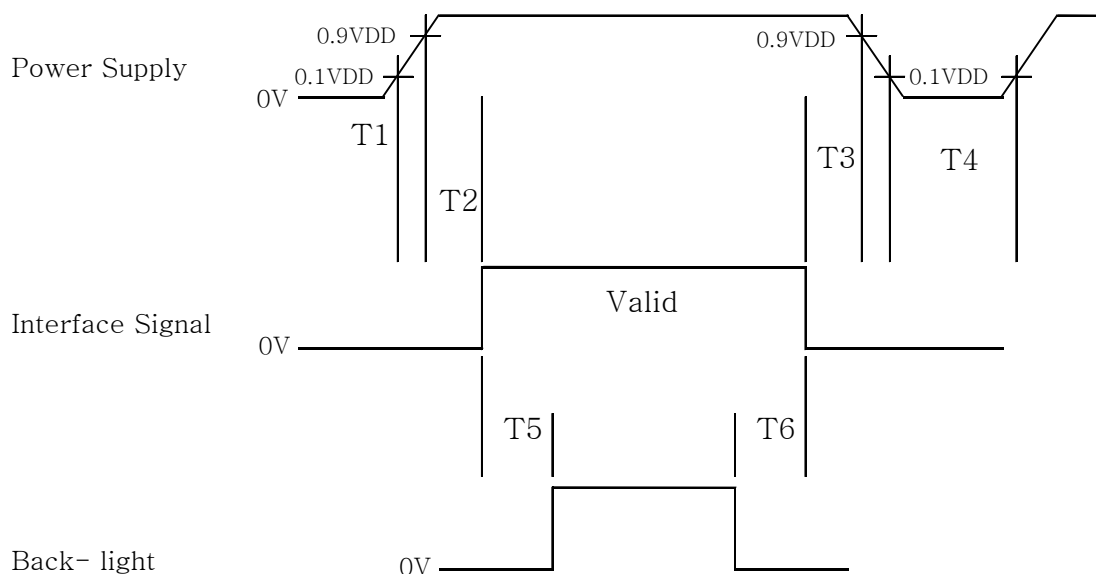 0.9VDD
0.9VDD
Power Supply
0.1VDD
0.1VDD
0V
T1
T3
T4
T2
Valid
Interface Signal
0V
T5
T6
Back- light
0V